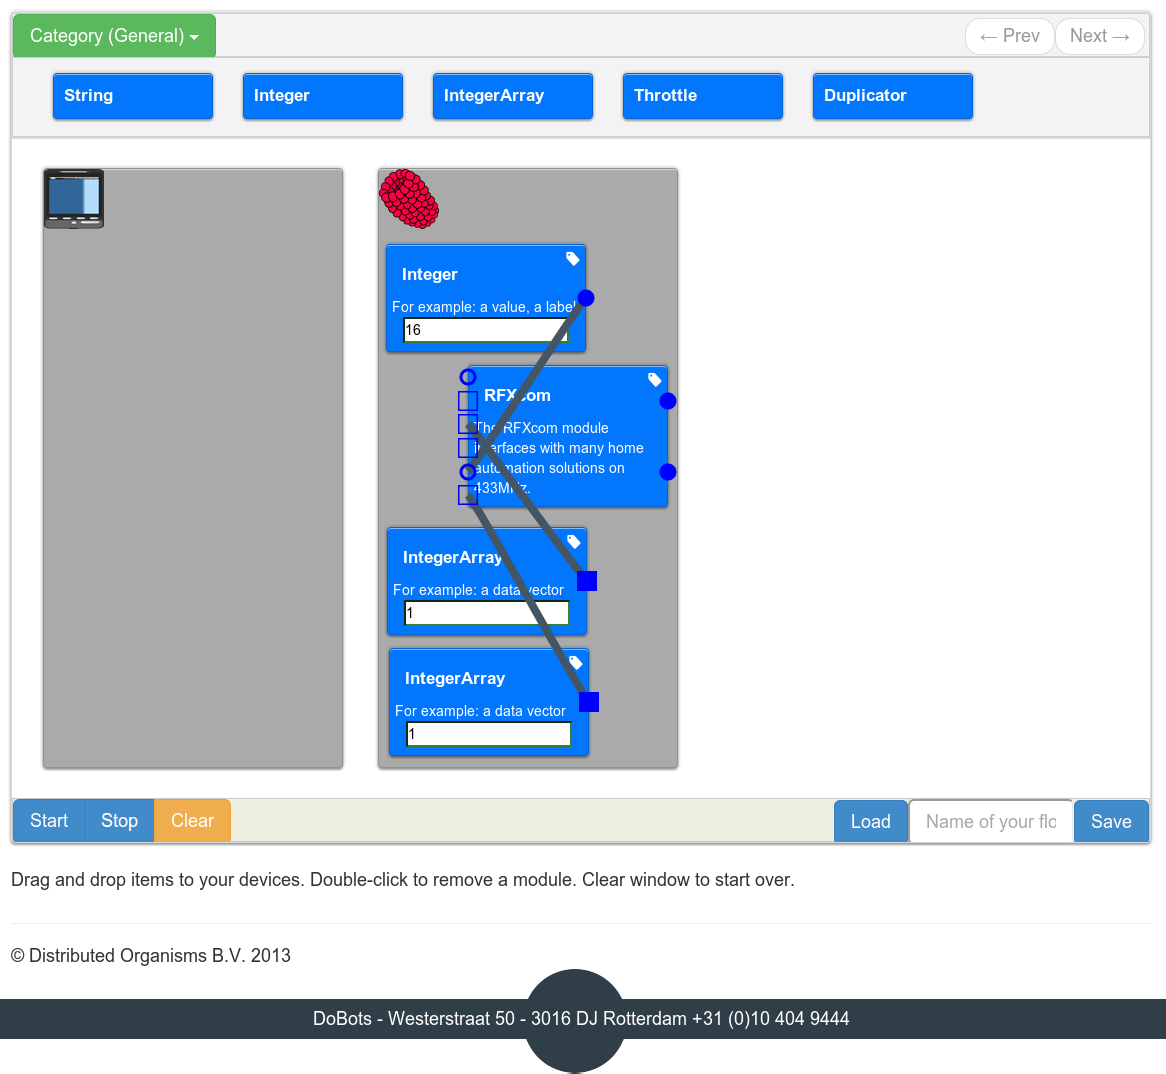 Category (General)
← Prev
Next →
String
Integer
IntegerArray
Throttle
Duplicator
Integer
For example: a value, a label
16
RFXcom
The RFXcom module
interfaces with many home
automation solutions on
433MHz.
IntegerArray
For example: a data vector
1
IntegerArray
For example: a data vector
1
Start
Stop
Clear
Load
Name of your flo
Save
Drag and drop items to your devices. Double-click to remove a module. Clear window to start over.
© Distributed Organisms B.V. 2013
DoBots - Westerstraat 50 - 3016 DJ Rotterdam +31 (0)10 404 9444